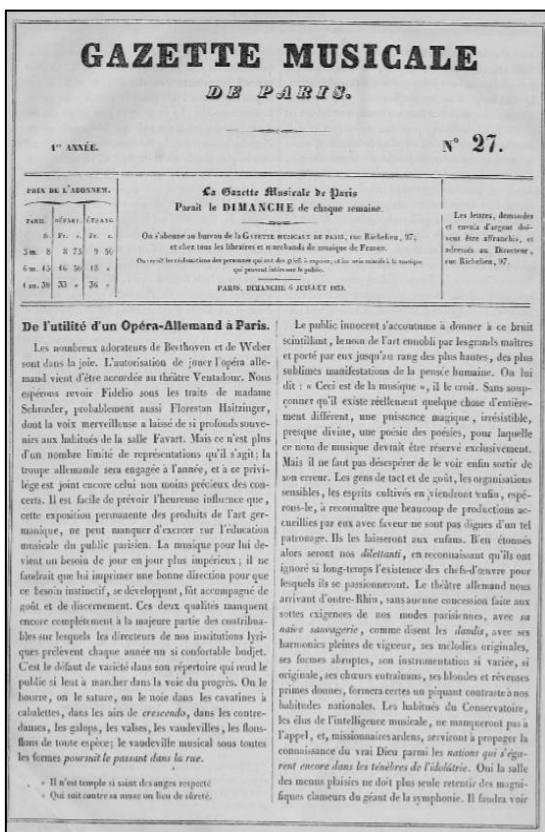 GAZETTE MUSICALE
DE PARIS.
1re ANNÉE.
N° 27.
PRIX DE L'ABONNEM.
PARIS. DÉPART. ÉTRANG.
fr. Fr. c. Fr. c.
3 m. 8 8 75 9 50
6 m. 15 16 50 18 »
1 an. 30 33 » 36 »
La Gazette Musicale de Paris
Parait le DIMANCHE de chaque semaine.
On s'abonne au bureau de la GAZETTE MUSICALE DE PARIS, rue Richelieu, 97;
et chez tous les libraires et marchands de musique de France.
On reçoit les réclamations des personnes qui ont des griefs à exposer, et les avis relatifs à la musique
qui peuvent intéresser le public.
PARIS, DIMANCHE 6 JUILLET 1834.
Les lettres, demandes
et envois d'argent doi-
vent être affranchis, et
adressés au Directeur,
rue Richelieu, 97.
De l'utilité d'un Opéra-Allemand à Paris.
Les nombreux adorateurs de Beethoven et de Weber
sont dans la joie. L'autorisation de jouer l'opéra alle-
mand vient d'être accordée au théâtre Ventadour. Nous
espérons revoir Fidelio sous les traits de madame
Schrœder, probablement aussi Florestan Haitzinger,
dont la voix merveilleuse a laissé de si profonds souve-
nirs aux habitués de la salle Favart. Mais ce n'est plus
d'un nombre limité de représentations qu'il s'agit; la
troupe allemande sera engagée à l'année, et à ce privi-
lége est joint encore celui non moins précieux des con-
certs. Il est facile de prévoir l'heureuse influence que,
cette exposition permanente des produits de l'art ger-
manique, ne peut manquer d'exercer sur l'éducation
musicale du public parisien. La musique pour lui de-
vient un besoin de jour en jour plus impérieux; il ne
faudrait que lui imprimer une bonne direction pour que
ce besoin instinctif, se développant, fût accompagné de
goût et de discernement. Ces deux qualités manquent
encore complétement à la majeure partie des contribua-
bles sur lesquels les directeurs de nos institutions lyri-
ques prélèvent chaque année un si confortable budjet.
C'est le défaut de variété dans son répertoire qui rend le
public si lent à marcher dans la voie du progrès. On le
bourre, on le sature, on le noie dans les cavatines à
cabalettes, dans les airs de crescendo, dans les contre-
danses, les galops, les valses, les vaudevilles, les flons-
flons de toute espèce; le vaudeville musical sous toutes
les formes poursuit le passant dans la rue.
« Il n'est temple si saint des anges respecté
« Qui soit contre sa muse un lieu de sûreté.
Le public innocent s'accoutume à donner à ce bruit
scintillant, le nom de l'art ennobli par les grands maîtres
et porté par eux jusqu'au rang des plus hautes, des plus
sublimes manifestations de la pensée humaine. On lui
dit : « Ceci est de la musique », il le croit. Sans soup-
çonner qu'il existe réellement quelque chose d'entière-
ment différent, une puissance magique, irrésistible,
presque divine, une poésie des poésies, pour laquelle
ce nom de musique devrait être réservé exclusivement.
Mais il ne faut pas désespérer de le voir enfin sortir de
son erreur. Les gens de tact et de goût, les organisations
sensibles, les esprits cultivés en viendront enfin, espé-
rons-le, à reconnaître que beaucoup de productions ac-
cueillies par eux avec faveur ne sont pas dignes d'un tel
patronage. Ils les laisseront aux enfans. Bien étonnés
alors seront nos dilettanti, en reconnaissant qu'ils ont
ignoré si long-temps l'existence des chefs-d'œuvre pour
lesquels ils se passionneront. Le théâtre allemand nous
arrivant d'outre-Rhin, sans aucune concession faite aux
sottes exigences de nos modes parisiennes, avec sa
naïve sauvagerie, comme disent les dandis, avec ses
harmonies pleines de vigueur, ses mélodies originales,
ses formes abruptes, son instrumentation si variée, si
originale, ses chœurs entraînans, ses blondes et rêveuses
primes donnes, formera certes un piquant contraste à nos
habitudes nationales. Les habitués du Conservatoire,
les élus de l'intelligence musicale, ne manqueront pas à
l'appel, et, missionnaires ardens, serviront à propager la
connaissance du vrai Dieu parmi les nations qui s'éga-
rent encore dans les ténèbres de l'idolâtrie. Oui la salle
des menus plaisirs ne doit plus seule retentir des magni-
fiques clameurs du géant de la symphonie. Il faudra voir